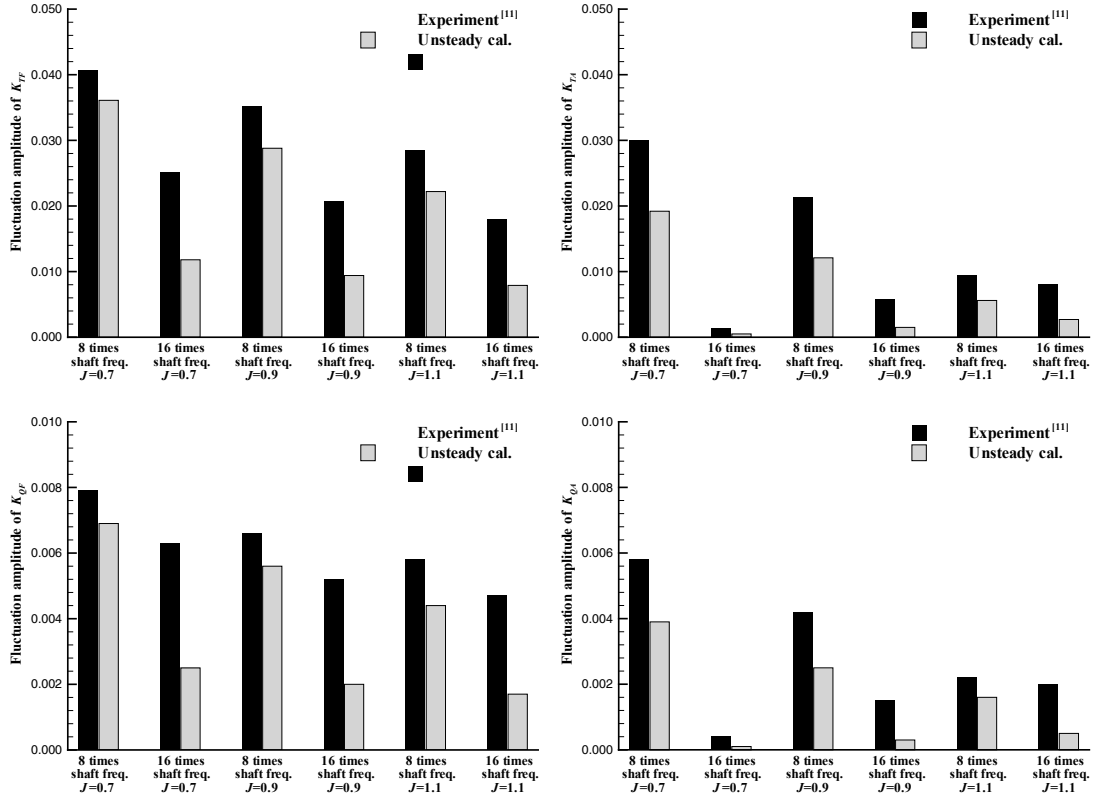 Fluctuation amplitude of K_TF
0.050
0.040
0.030
0.020
0.010
0.000
Experiment[11]
Unsteady cal.
8 times shaft freq. J=0.7
16 times shaft freq. J=0.7
8 times shaft freq. J=0.9
16 times shaft freq. J=0.9
8 times shaft freq. J=1.1
16 times shaft freq. J=1.1
Fluctuation amplitude of K_TA
0.050
0.040
0.030
0.020
0.010
0.000
Experiment[11]
Unsteady cal.
8 times shaft freq. J=0.7
16 times shaft freq. J=0.7
8 times shaft freq. J=0.9
16 times shaft freq. J=0.9
8 times shaft freq. J=1.1
16 times shaft freq. J=1.1
Fluctuation amplitude of K_QF
0.010
0.008
0.006
0.004
0.002
0.000
Experiment[11]
Unsteady cal.
8 times shaft freq. J=0.7
16 times shaft freq. J=0.7
8 times shaft freq. J=0.9
16 times shaft freq. J=0.9
8 times shaft freq. J=1.1
16 times shaft freq. J=1.1
Fluctuation amplitude of K_QA
0.010
0.008
0.006
0.004
0.002
0.000
Experiment[11]
Unsteady cal.
8 times shaft freq. J=0.7
16 times shaft freq. J=0.7
8 times shaft freq. J=0.9
16 times shaft freq. J=0.9
8 times shaft freq. J=1.1
16 times shaft freq. J=1.1